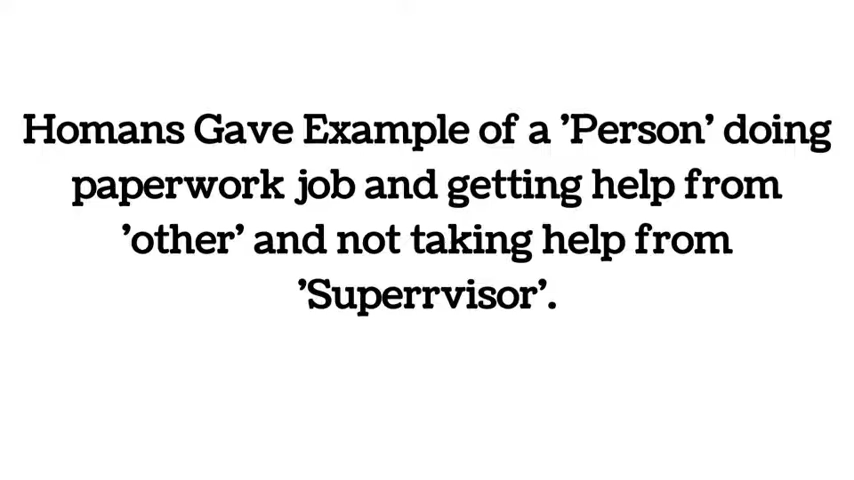 Homans Gave Example of a ’Person’ doing
paperwork job and getting help from
’other’ and not taking help from
’Superrvisor’.